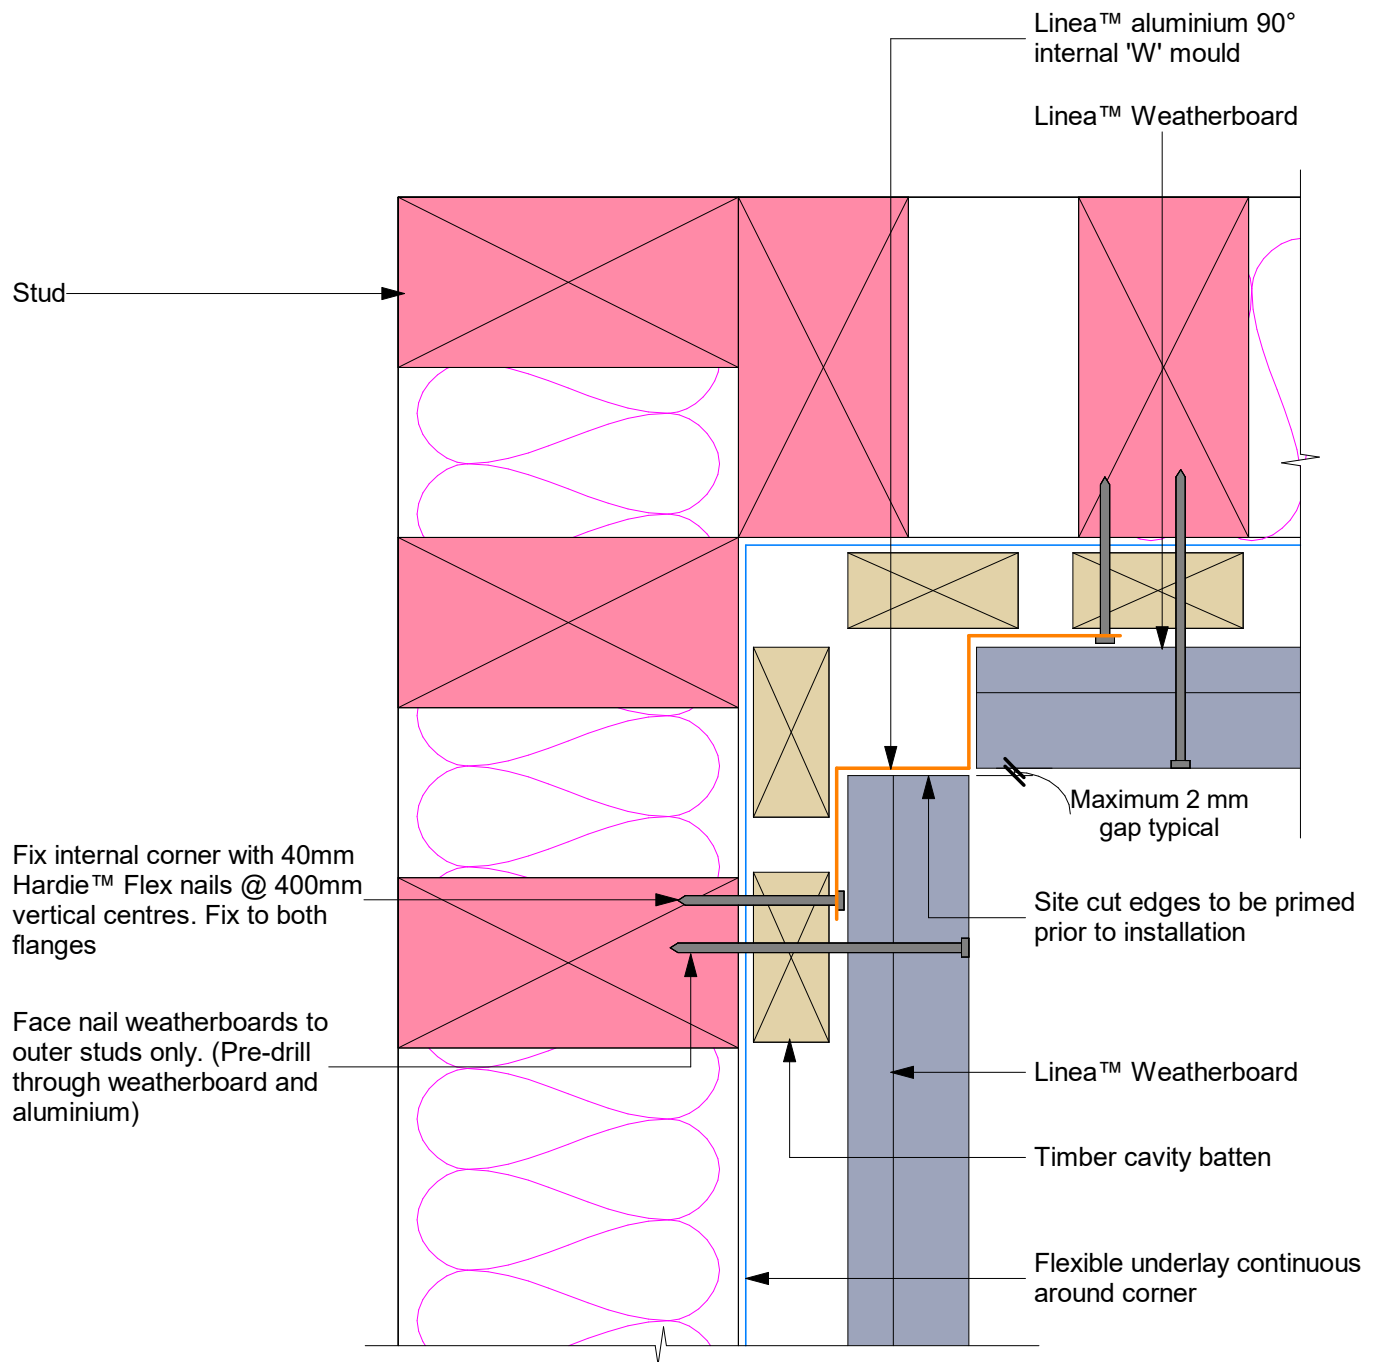 Linea™ aluminium 90°
internal 'W' mould
Linea™ Weatherboard
Stud
Maximum 2 mm
gap typical
Fix internal corner with 40mm
Hardie™ Flex nails @ 400mm
vertical centres. Fix to both
flanges
Site cut edges to be primed
prior to installation
Face nail weatherboards to
outer studs only. (Pre-drill
through weatherboard and
aluminium)
Linea™ Weatherboard
Timber cavity batten
Flexible underlay continuous
around corner